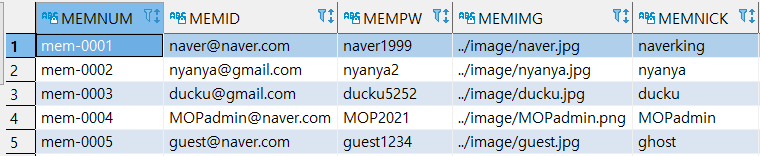 MEMNUM MEMID MEMPW MEMIMG MEMNICK
1 mem-0001 naver@naver.com naver1999 ../image/naver.jpg naverking
2 mem-0002 nyanya@gmail.com nyanya2 ../image/nyanya.jpg nyanya
3 mem-0003 ducku@gmail.com ducku5252 ../image/ducku.jpg ducku
4 mem-0004 MOPadmin@naver.com MOP2021 ../image/MOPadmin.png MOPadmin
5 mem-0005 guest@naver.com guest1234 ../image/guest.jpg ghost